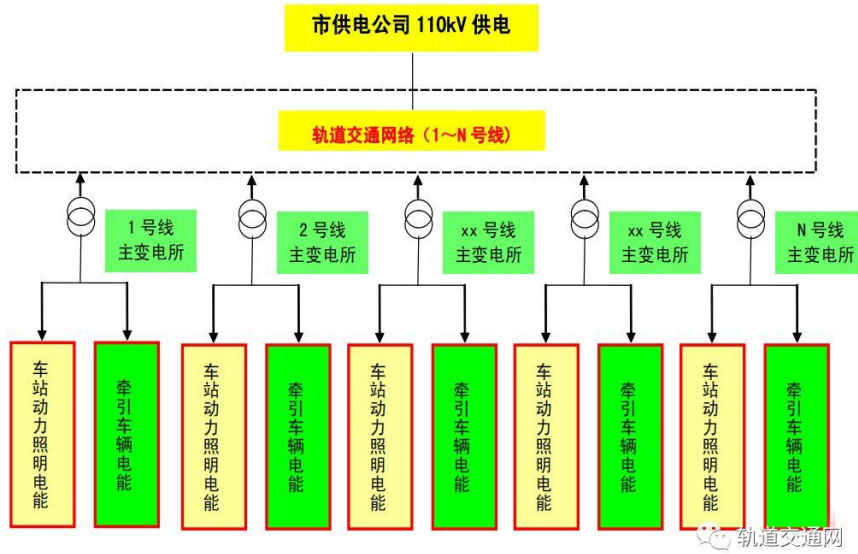 市供电公司 110kV 供电
轨道交通网络（1～N 号线)
1 号线
主变电所
2 号线
主变电所
xx 号线
主变电所
xx 号线
主变电所
N 号线
主变电所
车站动力照明电能
牵引车辆电能
车站动力照明电能
牵引车辆电能
车站动力照明电能
牵引车辆电能
车站动力照明电能
牵引车辆电能
车站动力照明电能
牵引车辆电能
轨道交通网